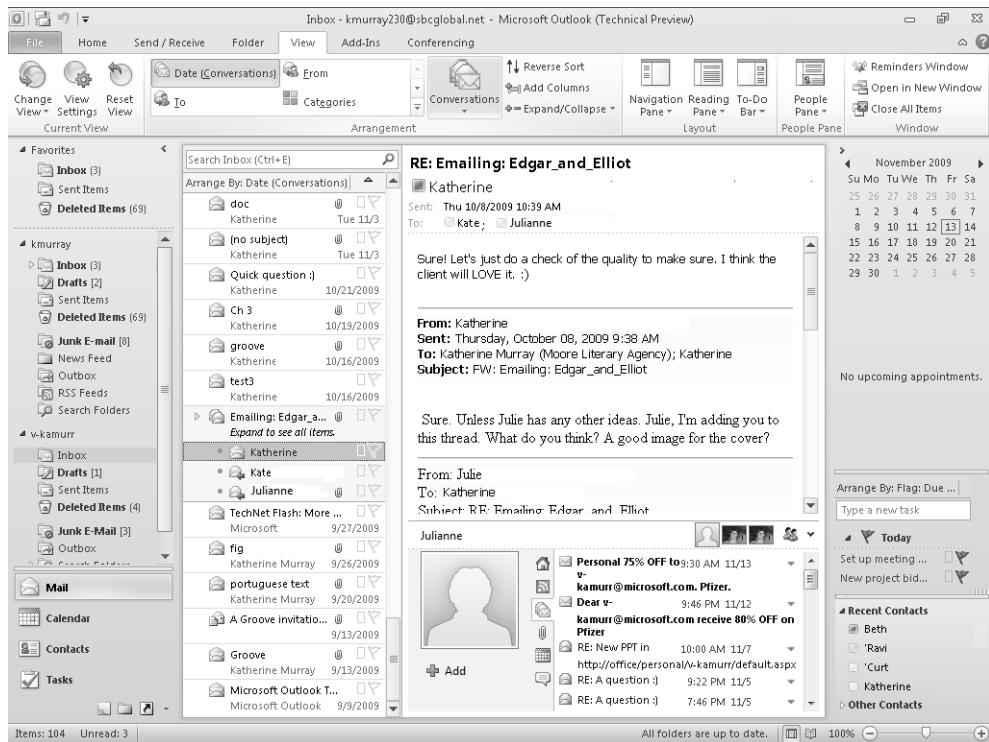 Inbox - kmurray230@sbcglobal.net - Microsoft Outlook (Technical Preview)
File Home Send / Receive Folder View Add-Ins Conferencing
Change View
View Settings
Reset View
Current View
Date (Conversations) From
To Categories
Arrangement
Conversations
Reverse Sort
Add Columns
Expand/Collapse
Navigation Pane
Reading Pane
To-Do Bar
Layout
People Pane
People Pane
Reminders Window
Open in New Window
Close All Items
Window
Favorites
Inbox (3)
Sent Items
Deleted Items (69)
kmurray
Inbox (3)
Drafts [2]
Sent Items
Deleted Items (69)
Junk E-mail [8]
News Feed
Outbox
RSS Feeds
Search Folders
v-kamurr
Inbox
Drafts [1]
Sent Items
Deleted Items (4)
Junk E-Mail [3]
Outbox
Mail
Calendar
Contacts
Tasks
Search Inbox (Ctrl+E)
Arrange By: Date (Conversations)
doc
Katherine Tue 11/3
(no subject)
Katherine Tue 11/3
Quick question :)
Katherine 10/21/2009
Ch 3
Katherine 10/19/2009
groove
Katherine 10/16/2009
test3
Katherine 10/16/2009
Emailing: Edgar_a...
Expand to see all items.
Katherine
Kate
Julianne
TechNet Flash: More ...
Microsoft 9/27/2009
fig
Katherine Murray 9/26/2009
portuguese text
Katherine Murray 9/20/2009
A Groove invitatio...
9/13/2009
Groove
Katherine Murray 9/13/2009
Microsoft Outlook T...
Microsoft Outlook 9/9/2009
RE: Emailing: Edgar_and_Elliot
Katherine
Sent: Thu 10/8/2009 10:39 AM
To: Kate; Julianne
Sure! Let's just do a check of the quality to make sure. I think the
client will LOVE it. :)
From: Katherine
Sent: Thursday, October 08, 2009 9:38 AM
To: Katherine Murray (Moore Literary Agency); Katherine
Subject: FW: Emailing: Edgar_and_Elliot
Sure. Unless Julie has any other ideas. Julie, I'm adding you to
this thread. What do you think? A good image for the cover?
From: Julie
To: Katherine
Subject: RE: Emailing: Edgar_and_Elliot
Julianne
Add
Personal 75% OFF to 9:30 AM 11/13
v-
kamurr@microsoft.com. Pfizer.
Dear v- 9:46 PM 11/12
kamurr@microsoft.com receive 80% OFF on
Pfizer
RE: New PPT in 10:00 AM 11/7
http://office/personal/v-kamurr/default.aspx
RE: A question :) 9:22 PM 11/5
RE: A question :) 7:46 PM 11/5
November 2009
Su Mo Tu We Th Fr Sa
25 26 27 28 29 30 31
1 2 3 4 5 6 7
8 9 10 11 12 13 14
15 16 17 18 19 20 21
22 23 24 25 26 27 28
29 30 1 2 3 4 5
No upcoming appointments.
Arrange By: Flag: Due ...
Type a new task
Today
Set up meeting ...
New project bid...
Recent Contacts
Beth
'Ravi
'Curt
Katherine
Other Contacts
Items: 104 Unread: 3
All folders are up to date. 100%